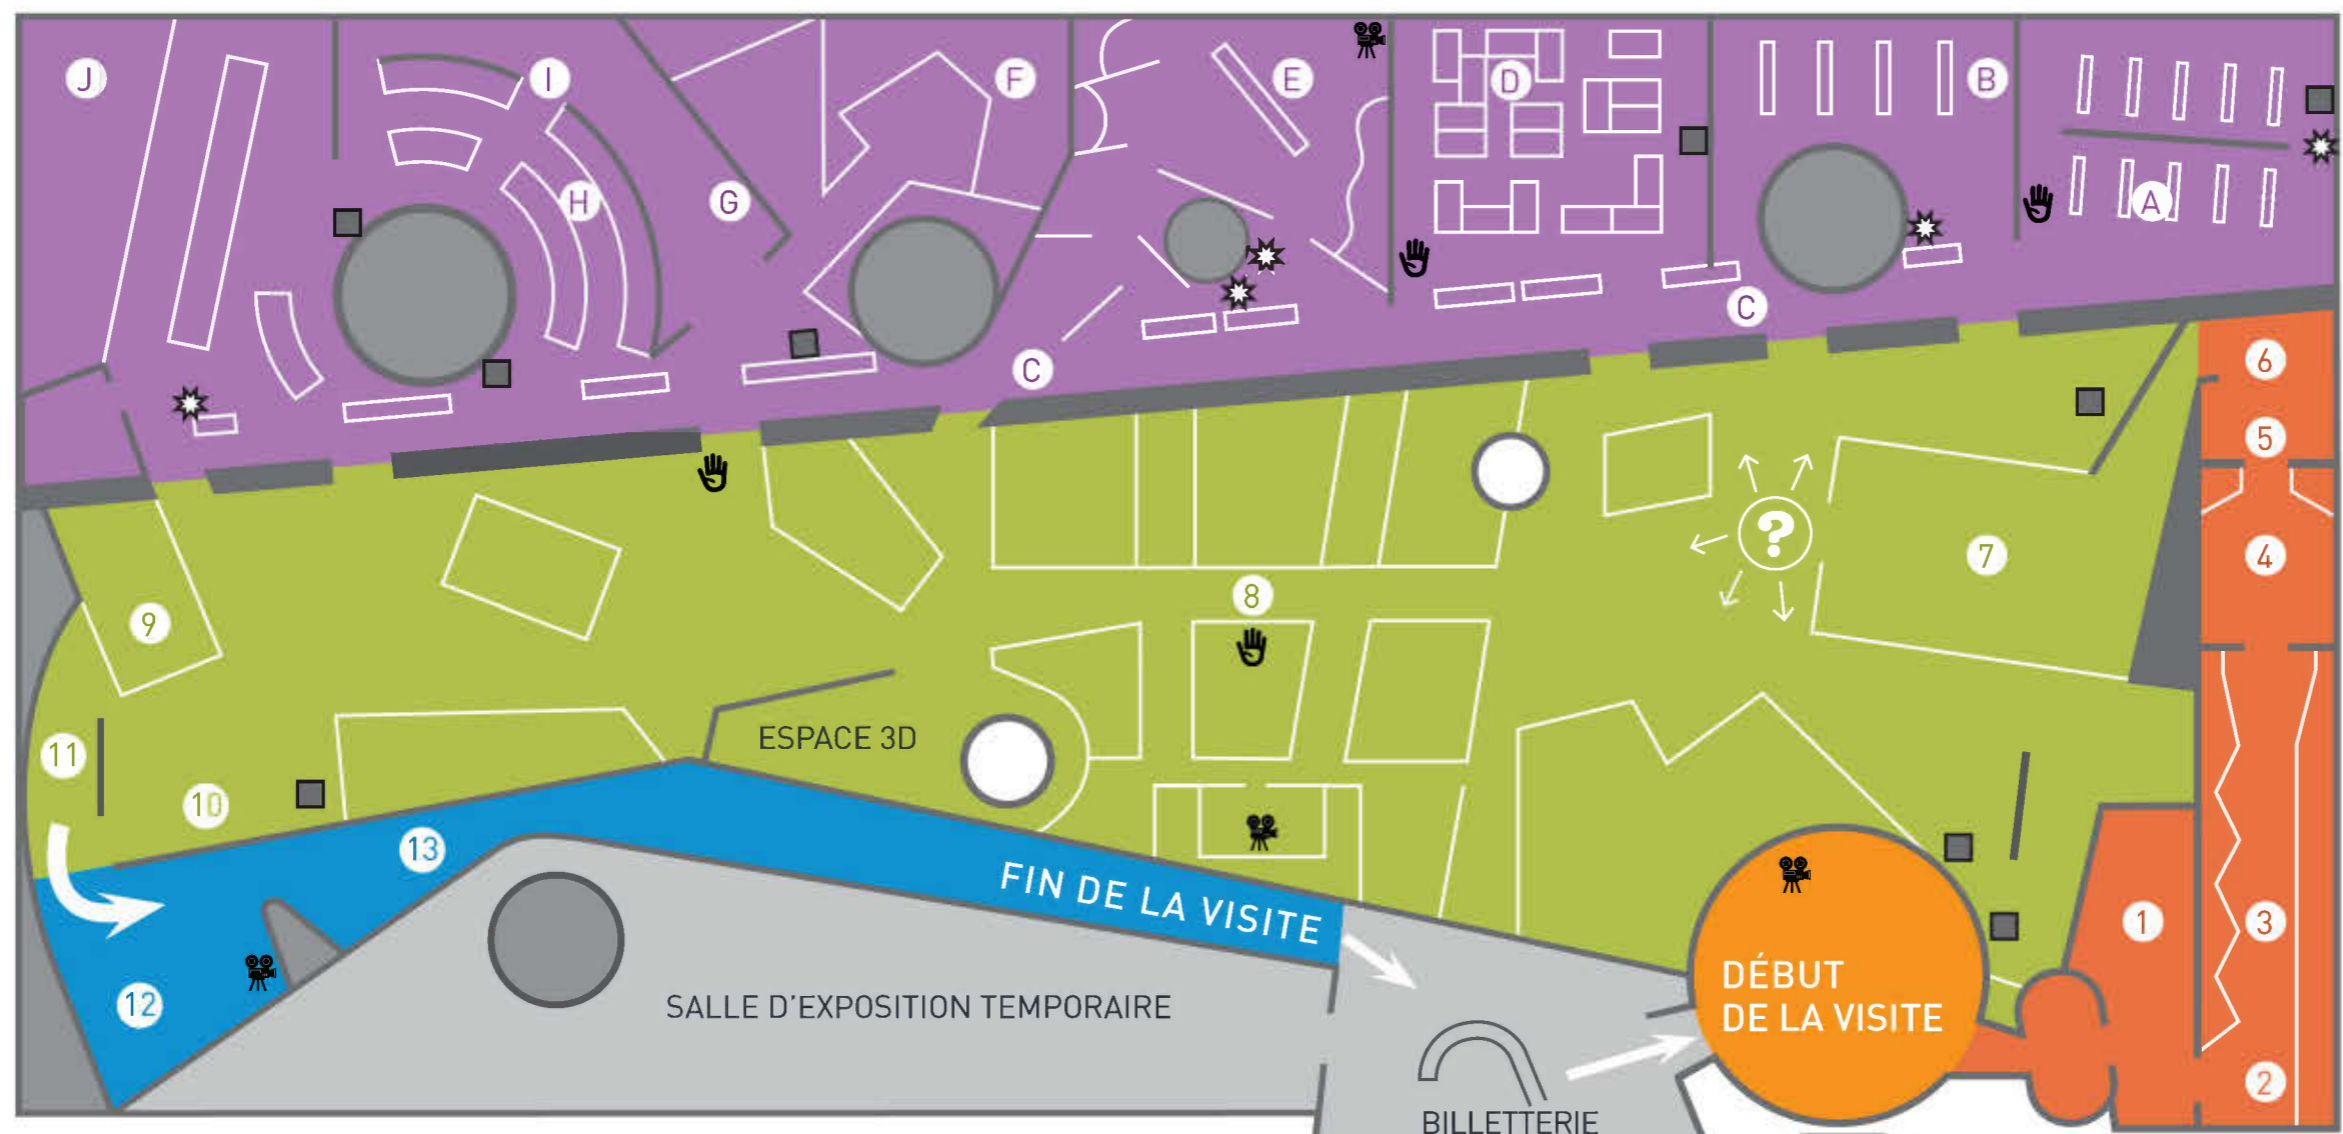 J
I
F
E
D
B
H
G
A
C
C
6
5
4
?
7
8
9
11
ESPACE 3D
10
13
FIN DE LA VISITE
1
3
12
SALLE D'EXPOSITION TEMPORAIRE
DÉBUT
DE LA VISITE
2
BILLETTERIE